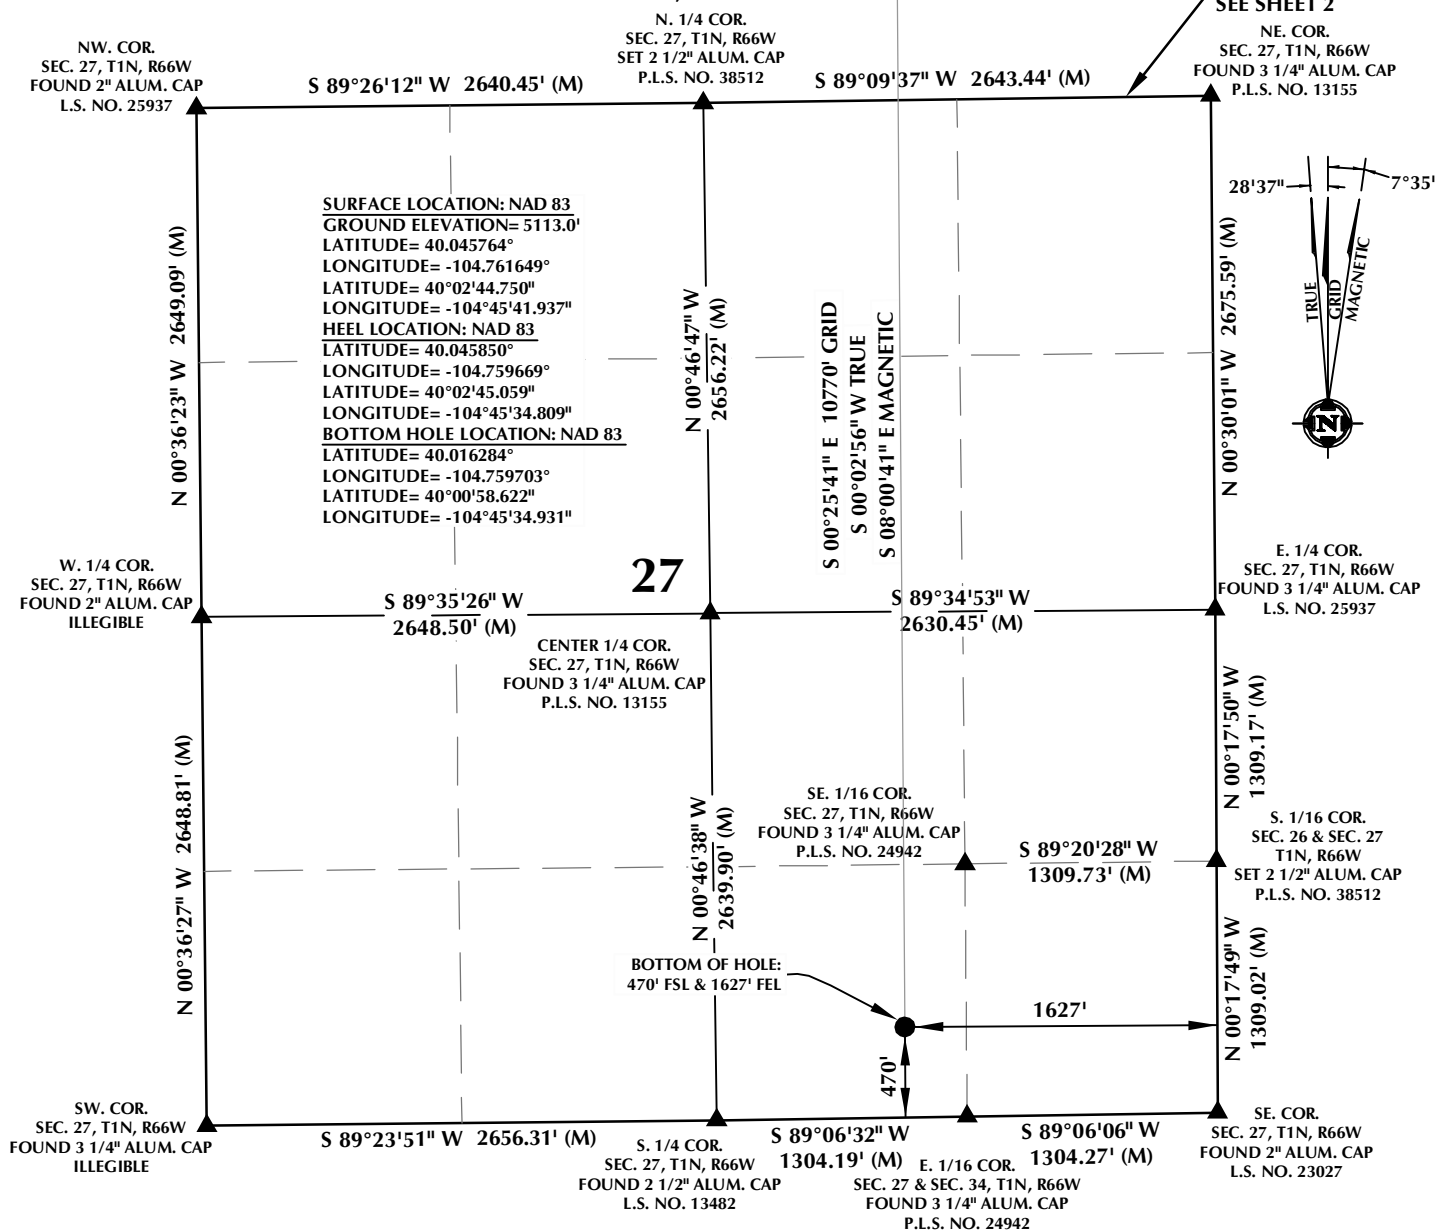 SEE SHEET 2
NW. COR.
SEC. 27, T1N, R66W
FOUND 2" ALUM. CAP
L.S. NO. 25937
S 89°26'12" W 2640.45' (M)
N. 1/4 COR.
SEC. 27, T1N, R66W
SET 2 1/2" ALUM. CAP
P.L.S. NO. 38512
S 89°09'37" W 2643.44' (M)
NE. COR.
SEC. 27, T1N, R66W
FOUND 3 1/4" ALUM. CAP
P.L.S. NO. 13155
28'37"
7°35'
TRUE
GRID
MAGNETIC
N
SURFACE LOCATION: NAD 83
GROUND ELEVATION= 5113.0'
LATITUDE= 40.045764°
LONGITUDE= -104.761649°
LATITUDE= 40°02'44.750"
LONGITUDE= -104°45'41.937"
HEEL LOCATION: NAD 83
LATITUDE= 40.045850°
LONGITUDE= -104.759669°
LATITUDE= 40°02'45.059"
LONGITUDE= -104°45'34.809"
BOTTOM HOLE LOCATION: NAD 83
LATITUDE= 40.016284°
LONGITUDE= -104.759703°
LATITUDE= 40°00'58.622"
LONGITUDE= -104°45'34.931"
N 00°36'23" W 2649.09' (M)
N 00°46'47" W
2656.22' (M)
S 00°25'41" E 10770' GRID
S 00°02'56" W TRUE
S 08°00'41" E MAGNETIC
N 00°30'01" W 2675.59' (M)
W. 1/4 COR.
SEC. 27, T1N, R66W
FOUND 2" ALUM. CAP
ILLEGIBLE
27
S 89°35'26" W
2648.50' (M)
S 89°34'53" W
2630.45' (M)
E. 1/4 COR.
SEC. 27, T1N, R66W
FOUND 3 1/4" ALUM. CAP
L.S. NO. 25937
CENTER 1/4 COR.
SEC. 27, T1N, R66W
FOUND 3 1/4" ALUM. CAP
P.L.S. NO. 13155
N 00°36'27" W 2648.81' (M)
N 00°46'38" W
2639.90' (M)
N 00°17'50" W
1309.17' (M)
SE. 1/16 COR.
SEC. 27, T1N, R66W
FOUND 3 1/4" ALUM. CAP
P.L.S. NO. 24942
S 89°20'28" W
1309.73' (M)
S. 1/16 COR.
SEC. 26 & SEC. 27
T1N, R66W
SET 2 1/2" ALUM. CAP
P.L.S. NO. 38512
BOTTOM OF HOLE:
470' FSL & 1627' FEL
1627'
470'
N 00°17'49" W
1309.02' (M)
SW. COR.
SEC. 27, T1N, R66W
FOUND 3 1/4" ALUM. CAP
ILLEGIBLE
S 89°23'51" W 2656.31' (M)
S. 1/4 COR.
SEC. 27, T1N, R66W
FOUND 2 1/2" ALUM. CAP
L.S. NO. 13482
S 89°06'32" W
1304.19' (M)
E. 1/16 COR.
SEC. 27 & SEC. 34, T1N, R66W
FOUND 3 1/4" ALUM. CAP
P.L.S. NO. 24942
S 89°06'06" W
1304.27' (M)
SE. COR.
SEC. 27, T1N, R66W
FOUND 2" ALUM. CAP
L.S. NO. 23027